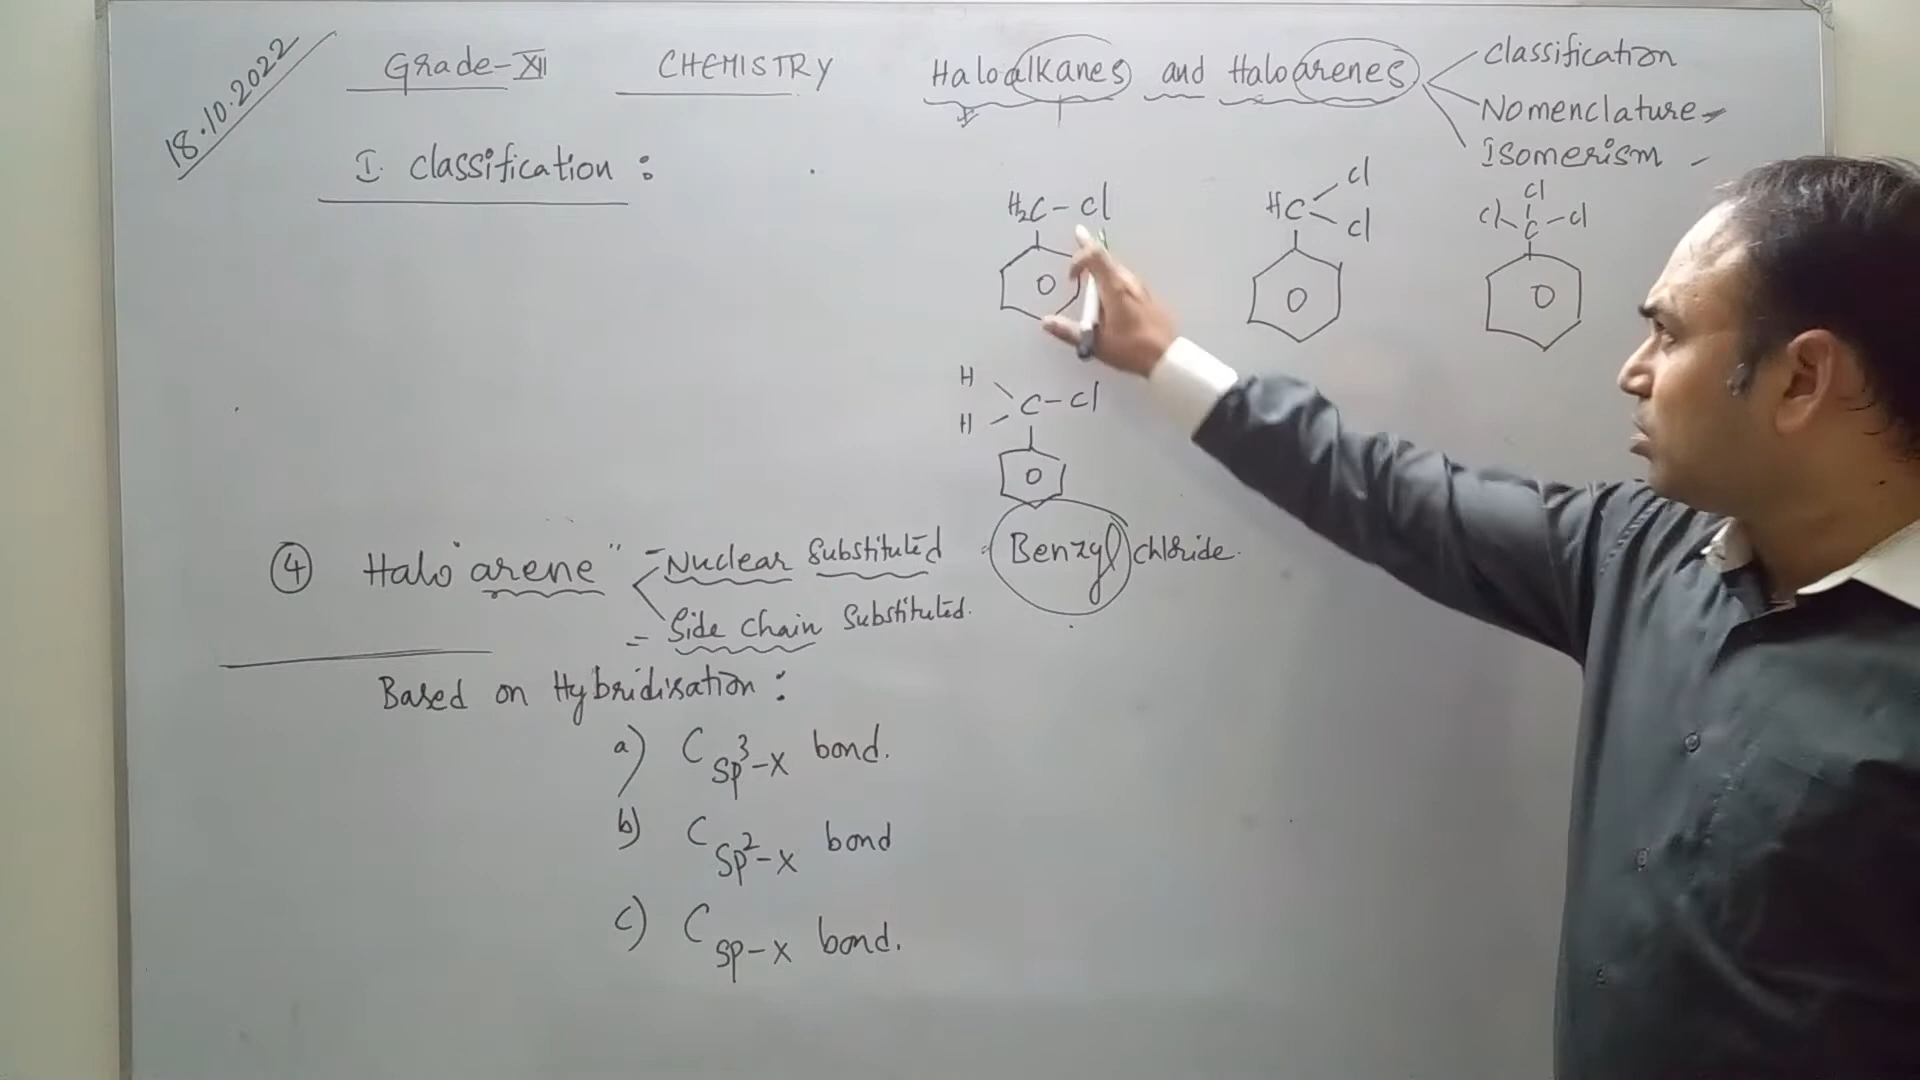 18.10.2022
Grade-XII CHEMISTRY Haloalkanes and Haloarenes
Classification
Nomenclature
Isomerism
I. Classification :
H₂C-Cl
HC Cl
Cl
Cl
Cl C -Cl
H
H C-Cl
④ Halo "arene" - Nuclear Substituted
Benzyl chloride.
= Side Chain Substituted.
Based on Hybridisation :
a) C sp³-X bond.
b) C sp²-X bond
c) C sp-X bond.